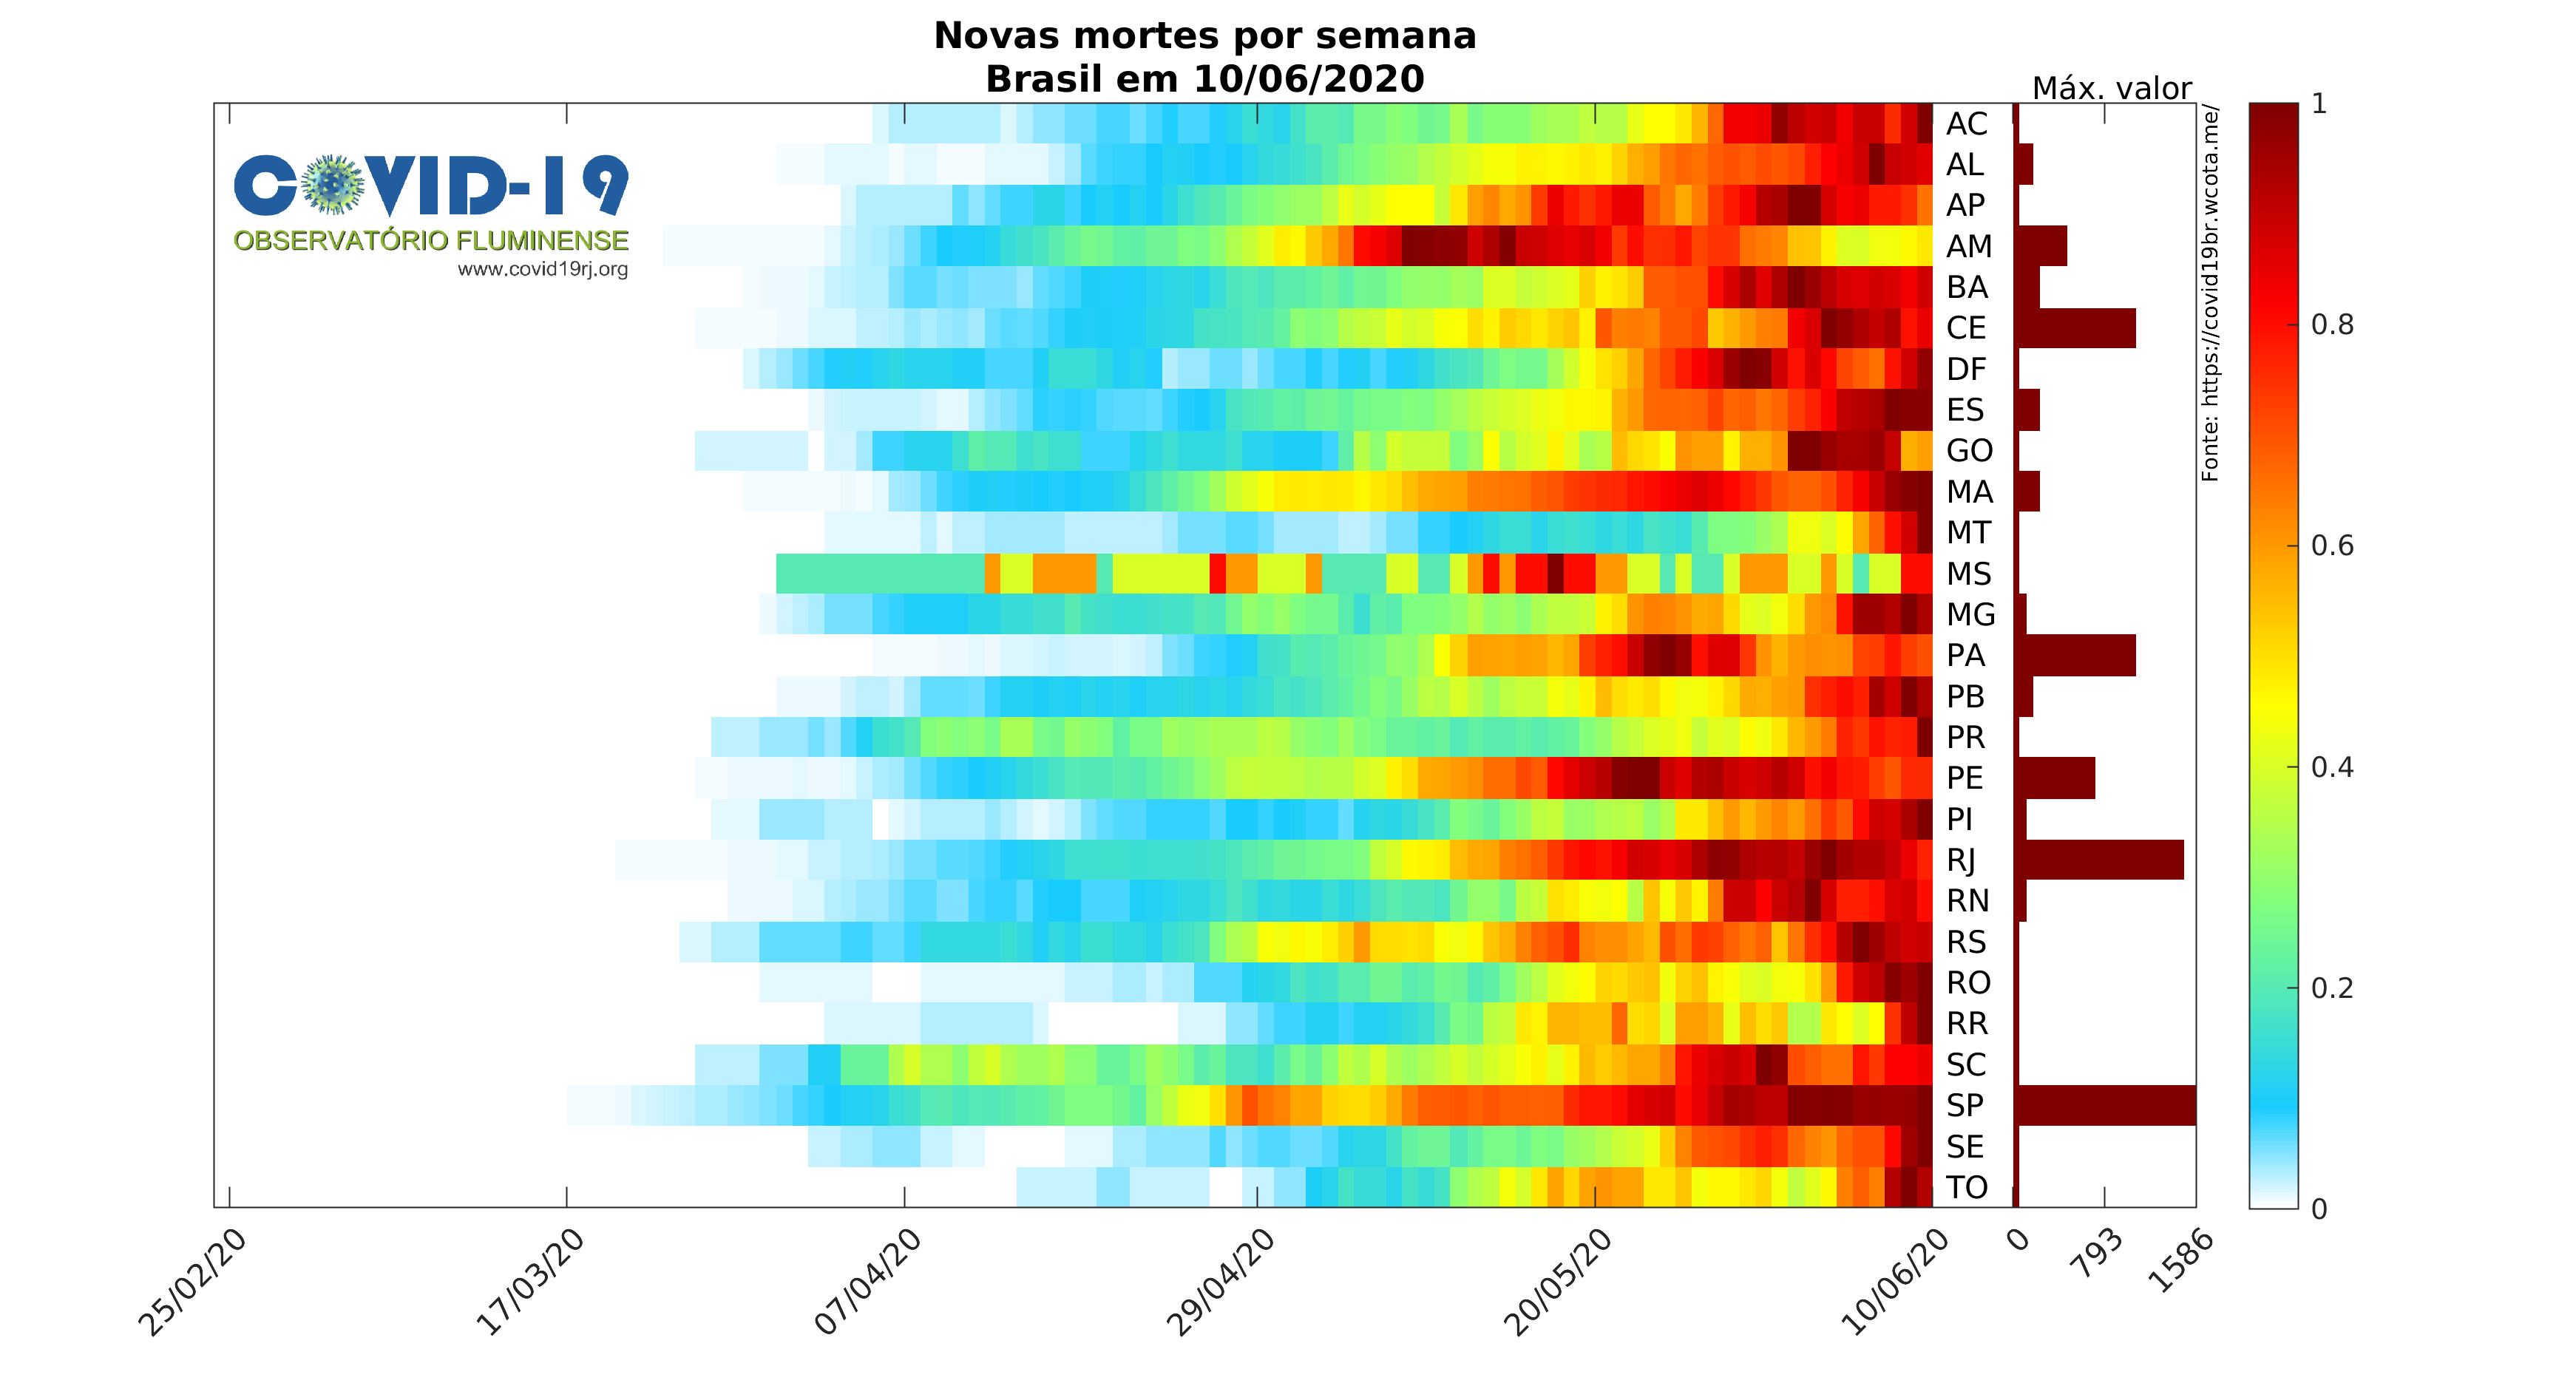 Novas mortes por semana
Brasil em 10/06/2020
Máx. valor
COVID-19
OBSERVATÓRIO FLUMINENSE
www.covid19rj.org
AC
AL
AP
AM
BA
CE
DF
ES
GO
MA
MT
MS
MG
PA
PB
PR
PE
PI
RJ
RN
RS
RO
RR
SC
SP
SE
TO
Fonte: https://covid19br.wcota.me/
1
0.8
0.6
0.4
0.2
0
25/02/20
17/03/20
07/04/20
29/04/20
20/05/20
10/06/20
0
793
1586